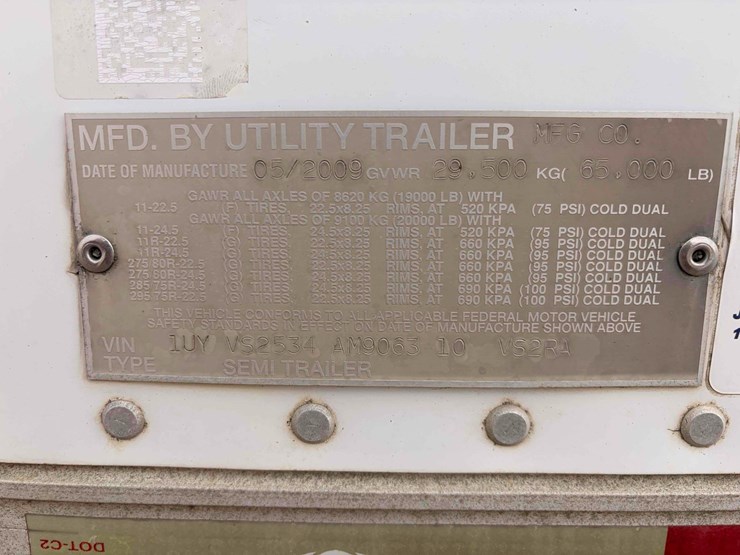 MFD. BY UTILITY TRAILER MFG CO.
DATE OF MANUFACTURE 05/2009 GVWR 29.500 KG( 65.000 LB)
GAWR ALL AXLES OF 8620 KG (19000 LB) WITH
11-22.5 (F) TIRES 22.5x8.25 RIMS, AT 520 KPA (75 PSI) COLD DUAL
GAWR ALL AXLES OF 9100 KG (20000 LB) WITH
11-24.5 (F) TIRES 24.5x8.25 RIMS, AT 520 KPA (75 PSI) COLD DUAL
11R-22.5 (G) TIRES 22.5x8.25 RIMS, AT 660 KPA (95 PSI) COLD DUAL
11R-24.5 (G) TIRES 24.5x8.25 RIMS, AT 660 KPA (95 PSI) COLD DUAL
275 80R-22.5 (G) TIRES 22.5x8.25 RIMS, AT 660 KPA (95 PSI) COLD DUAL
275 80R-24.5 (G) TIRES 24.5x8.25 RIMS, AT 660 KPA (95 PSI) COLD DUAL
285 75R-24.5 (G) TIRES 24.5x8.25 RIMS, AT 690 KPA (100 PSI) COLD DUAL
295 75R-22.5 (G) TIRES 22.5x8.25 RIMS, AT 690 KPA (100 PSI) COLD DUAL
THIS VEHICLE CONFORMS TO ALL APPLICABLE FEDERAL MOTOR VEHICLE
SAFETY STANDARDS IN EFFECT ON DATE OF MANUFACTURE SHOWN ABOVE
VIN 1UY VS2534 AM9063 10 VS2RA
TYPE SEMI TRAILER
DOT-C2